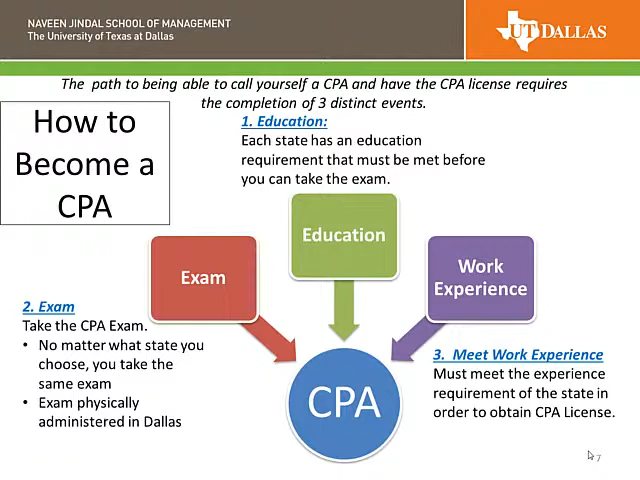 NAVEEN JINDAL SCHOOL OF MANAGEMENT
The University of Texas at Dallas
UT DALLAS
The path to being able to call yourself a CPA and have the CPA license requires
the completion of 3 distinct events.
How to
Become a
CPA
1. Education:
Each state has an education
requirement that must be met before
you can take the exam.
Education
Exam
Work
Experience
2. Exam
Take the CPA Exam.
• No matter what state you
choose, you take the
same exam
• Exam physically
administered in Dallas
3. Meet Work Experience
Must meet the experience
requirement of the state in
order to obtain CPA License.
CPA
7